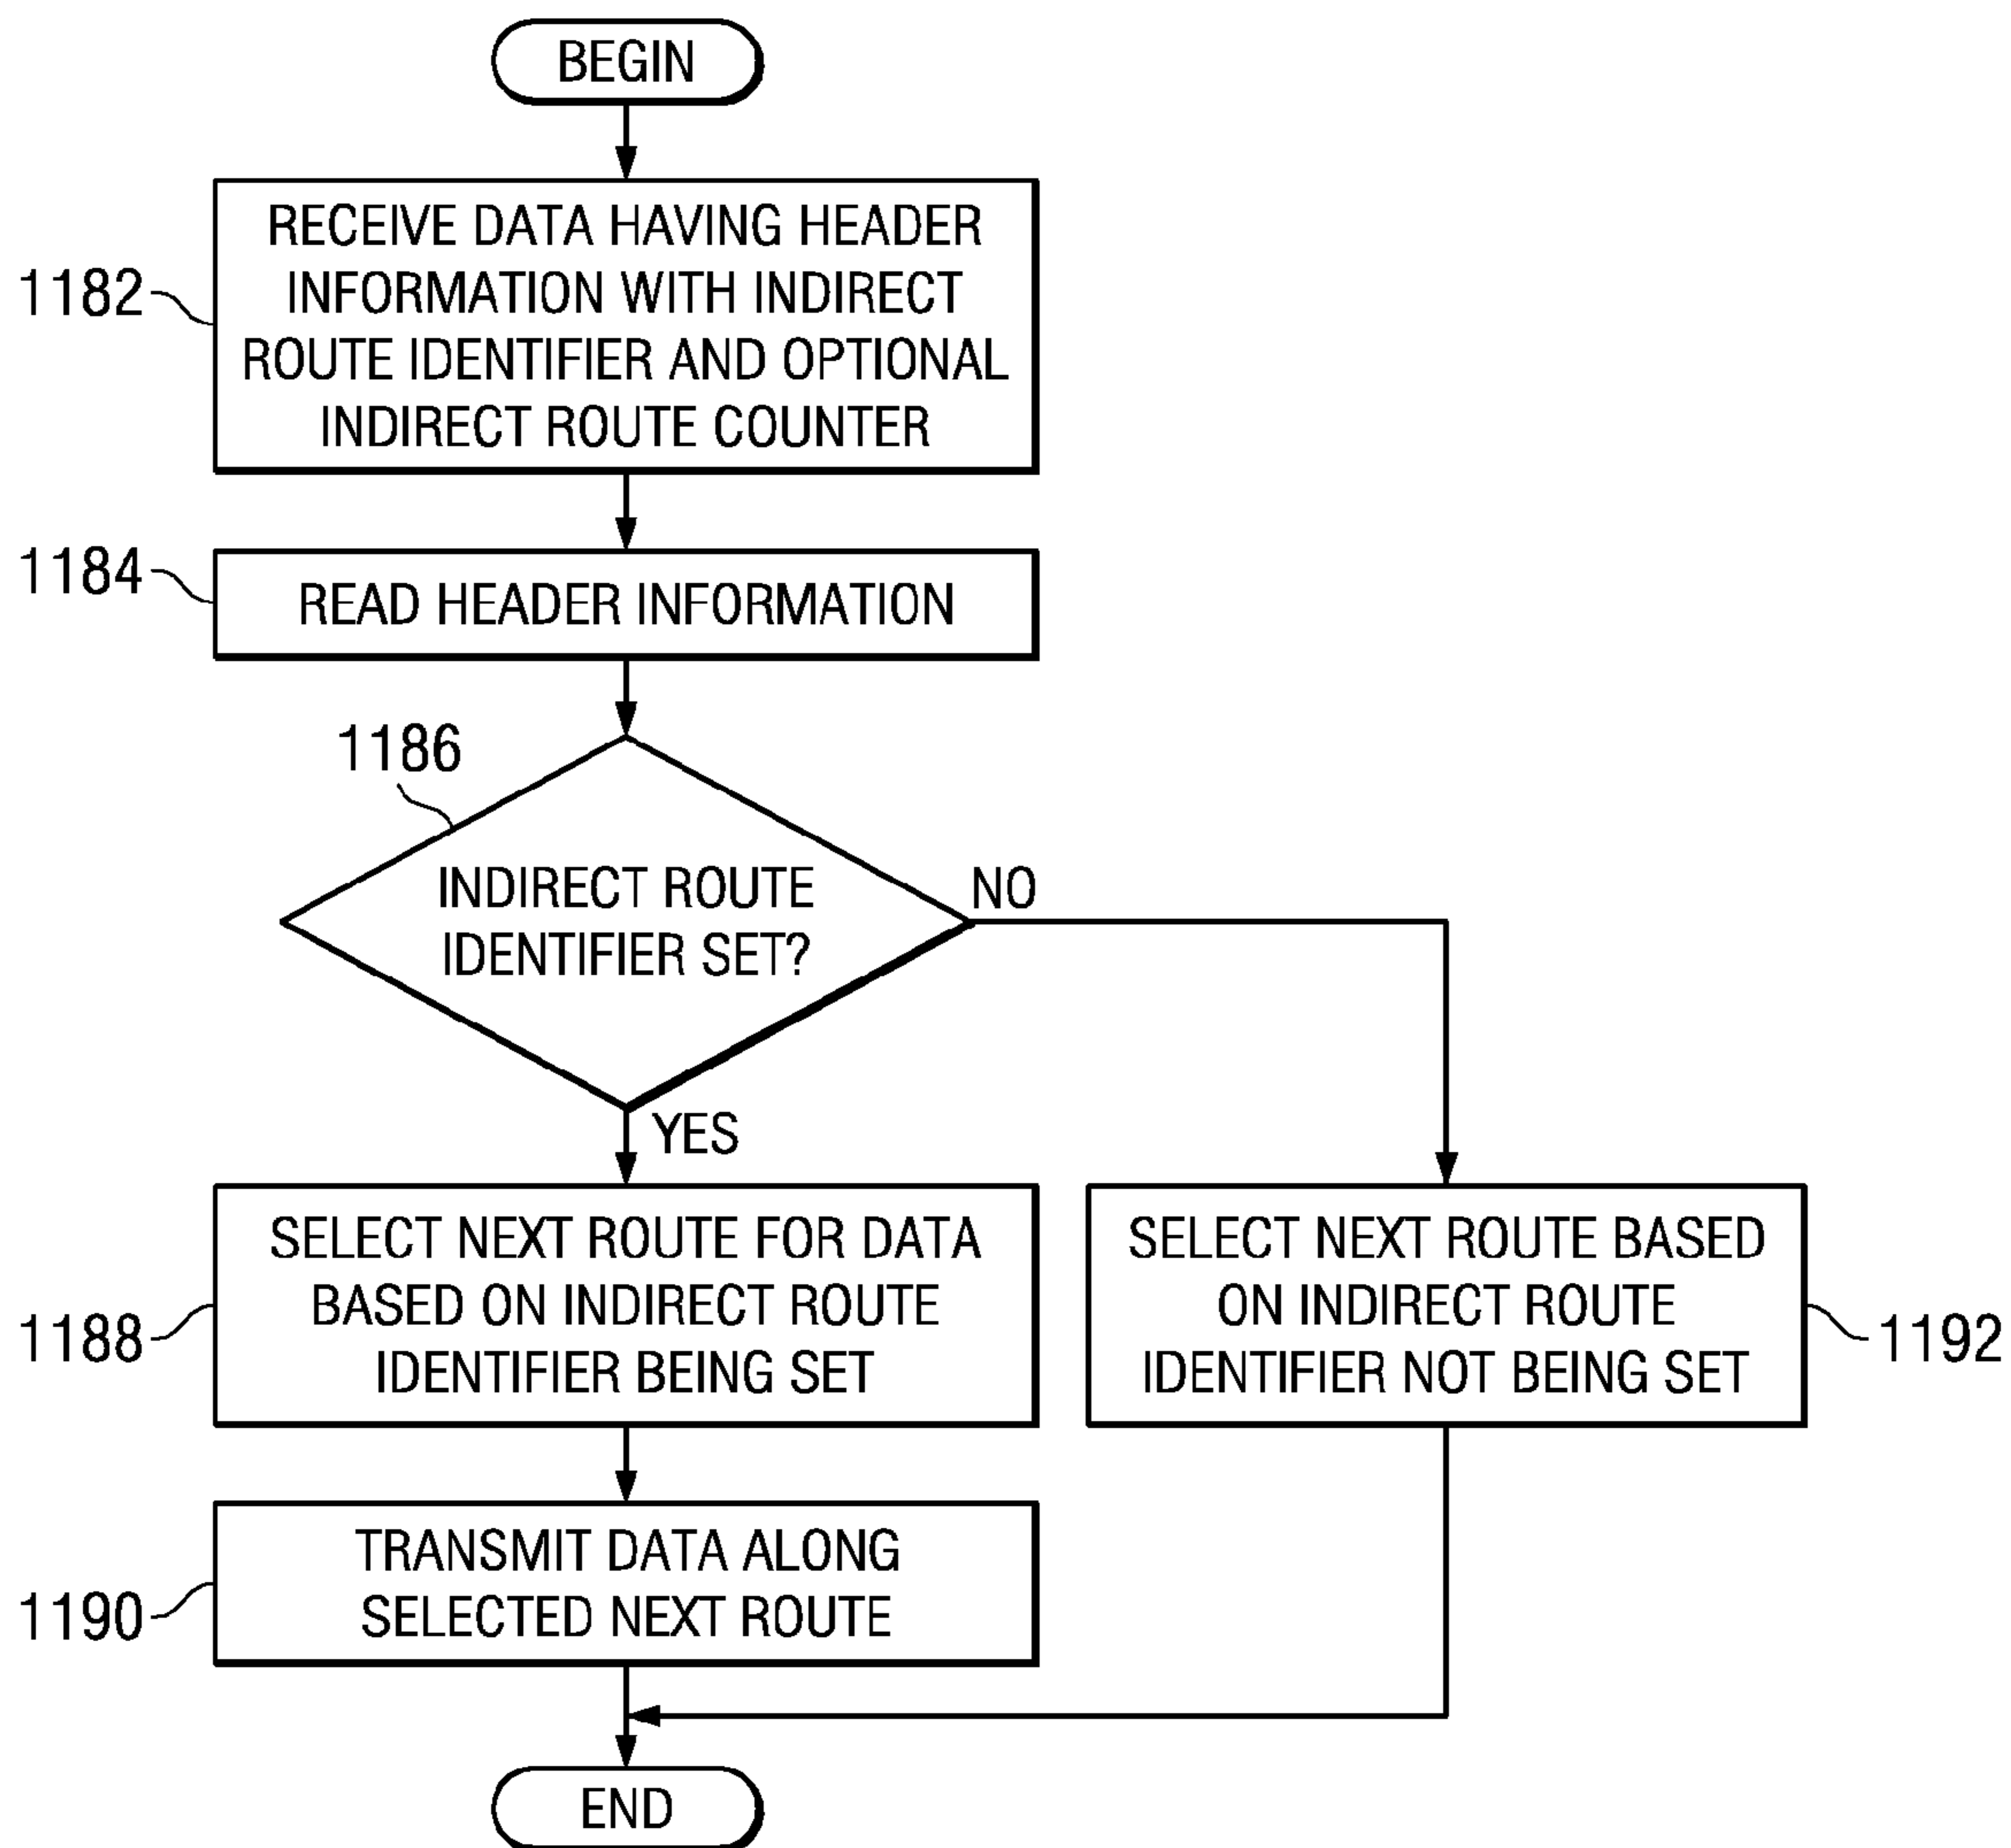 BEGIN
1182
RECEIVE DATA HAVING HEADER
INFORMATION WITH INDIRECT
ROUTE IDENTIFIER AND OPTIONAL
INDIRECT ROUTE COUNTER
1184
READ HEADER INFORMATION
1186
INDIRECT ROUTE
IDENTIFIER SET?
NO
YES
1188
SELECT NEXT ROUTE FOR DATA
BASED ON INDIRECT ROUTE
IDENTIFIER BEING SET
SELECT NEXT ROUTE BASED
ON INDIRECT ROUTE
IDENTIFIER NOT BEING SET
1192
1190
TRANSMIT DATA ALONG
SELECTED NEXT ROUTE
END